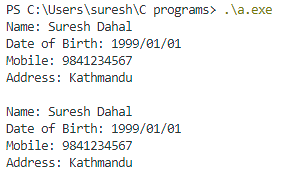 PS C:\Users\suresh\C programs> .\a.exe
Name: Suresh Dahal
Date of Birth: 1999/01/01
Mobile: 9841234567
Address: Kathmandu

Name: Suresh Dahal
Date of Birth: 1999/01/01
Mobile: 9841234567
Address: Kathmandu